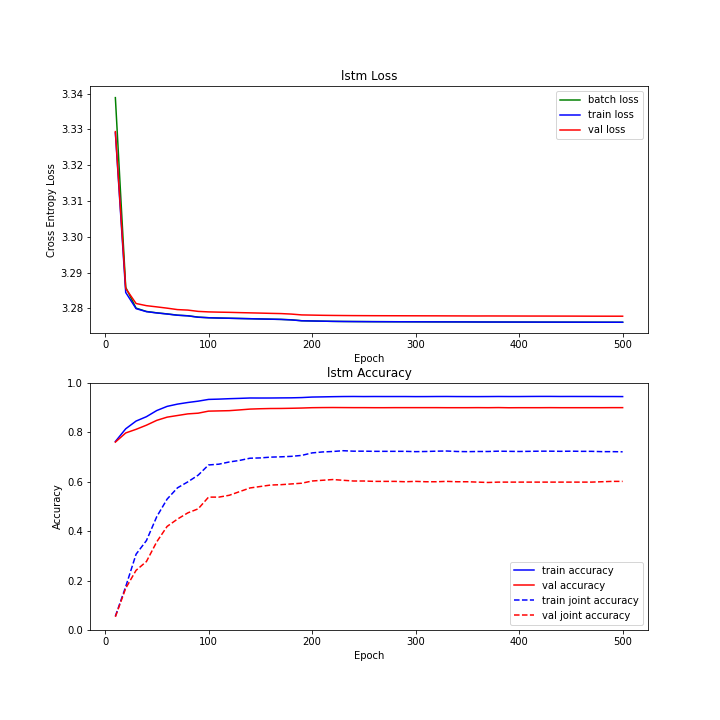 lstm Loss
3.34
3.33
3.32
3.31
3.30
3.29
3.28
Cross Entropy Loss
batch loss
train loss
val loss
0 100 200 300 400 500
Epoch
lstm Accuracy
1.0
0.8
0.6
0.4
0.2
0.0
Accuracy
train accuracy
val accuracy
train joint accuracy
val joint accuracy
0 100 200 300 400 500
Epoch